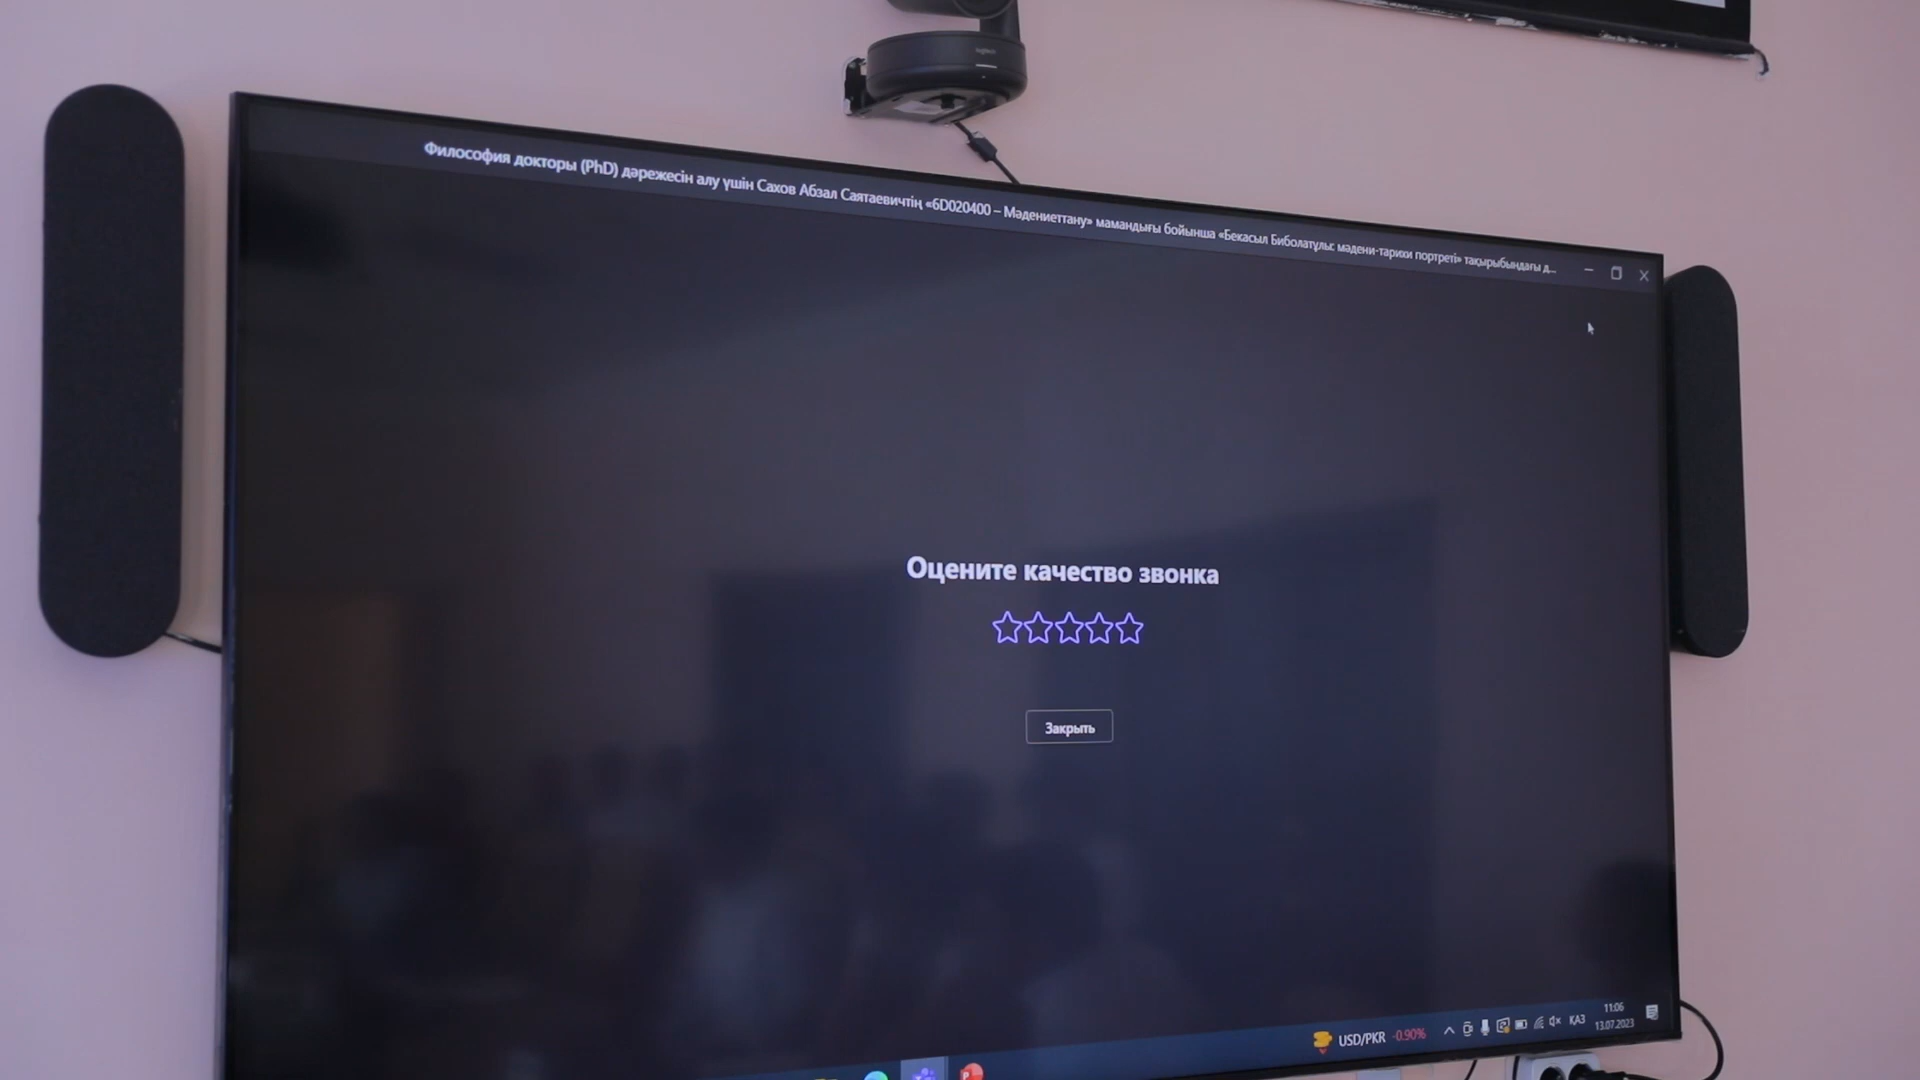 logitech
Философия докторы (PhD) дәрежесін алу үшін Сахов Абзал Саятаевичтің «6D020400 – Мәдениеттану» мамандығы бойынша «Бекасыл Биболатұлы: мәдени-тарихи портреті» тақырыбындағы д...
Оцените качество звонка
Закрыть
USD/PKR -0.90%
ҚАЗ
11:06
13.07.2023